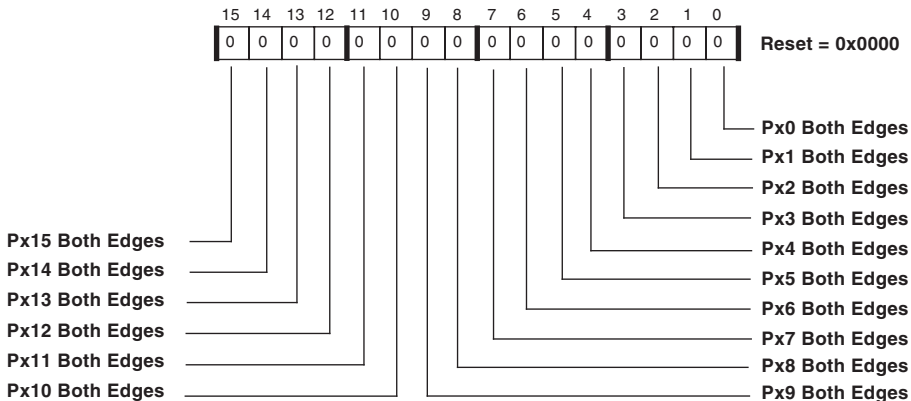 15 14 13 12 11 10 9 8 7 6 5 4 3 2 1 0
0 0 0 0 0 0 0 0 0 0 0 0 0 0 0 0 Reset = 0x0000
Px0 Both Edges
Px1 Both Edges
Px2 Both Edges
Px3 Both Edges
Px15 Both Edges
Px4 Both Edges
Px14 Both Edges
Px5 Both Edges
Px13 Both Edges
Px6 Both Edges
Px12 Both Edges
Px7 Both Edges
Px11 Both Edges
Px8 Both Edges
Px10 Both Edges
Px9 Both Edges